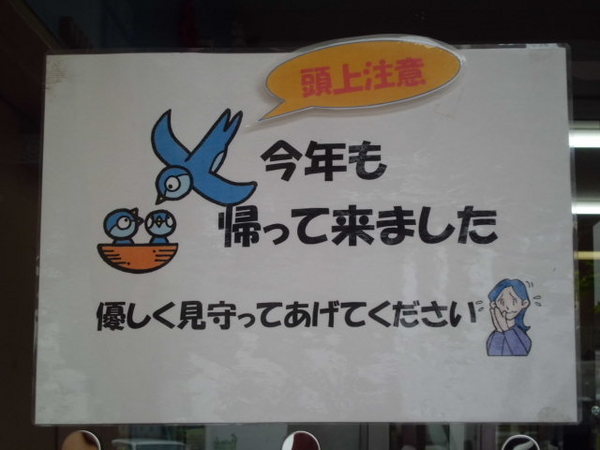 頭上注意
今年も
帰って来ました
優しく見守ってあげてください